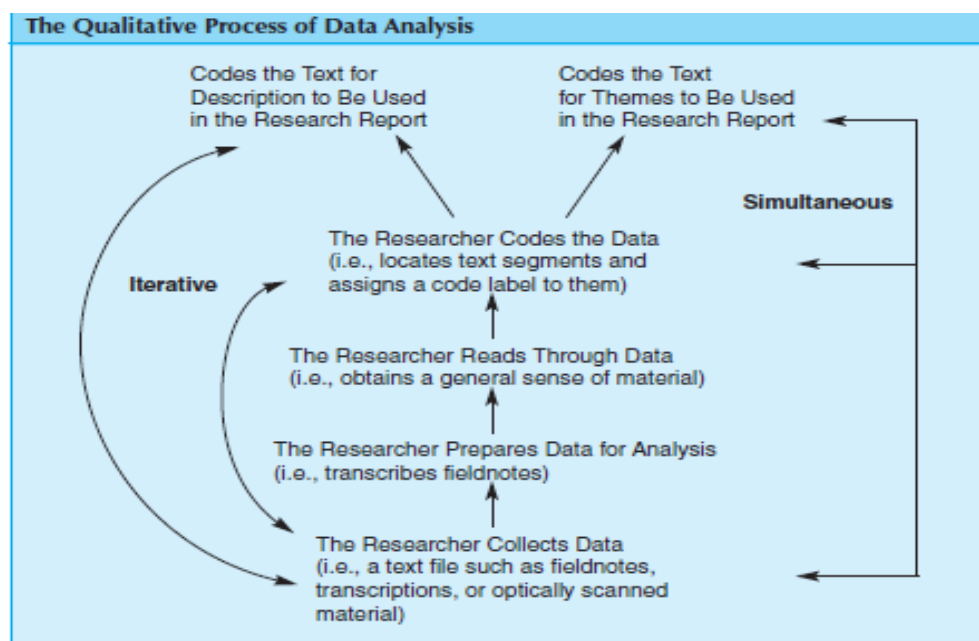 The Qualitative Process of Data Analysis
Codes the Text for
Description to Be Used
in the Research Report
Codes the Text
for Themes to Be Used
in the Research Report
Simultaneous
The Researcher Codes the Data
(i.e., locates text segments and
assigns a code label to them)
Iterative
The Researcher Reads Through Data
(i.e., obtains a general sense of material)
The Researcher Prepares Data for Analysis
(i.e., transcribes fieldnotes)
The Researcher Collects Data
(i.e., a text file such as fieldnotes,
transcriptions, or optically scanned
material)